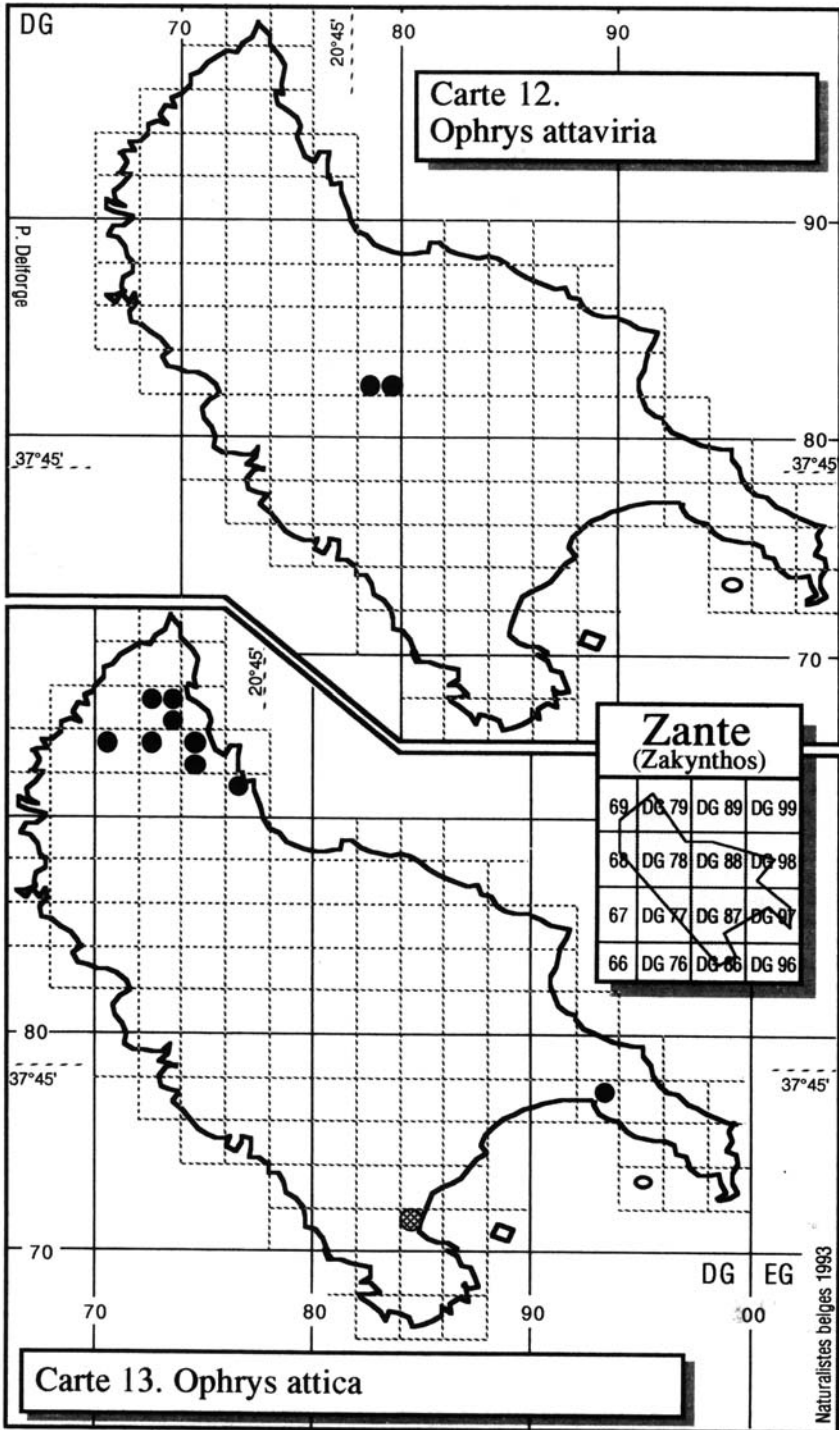 DG
70
80
90
20°45'
Carte 12.
Ophrys attaviria
90
P. Delforge
80
37°45'
37°45'
70
20°45'
Zante
(Zakynthos)
69 DG 79 DG 89 DG 99
68 DG 78 DG 88 DG 98
67 DG 77 DG 87 DG 97
66 DG 76 DG 86 DG 96
80
37°45'
37°45'
70
DG EG
70
80
90
00
Carte 13. Ophrys attica
Naturalistes belges 1993